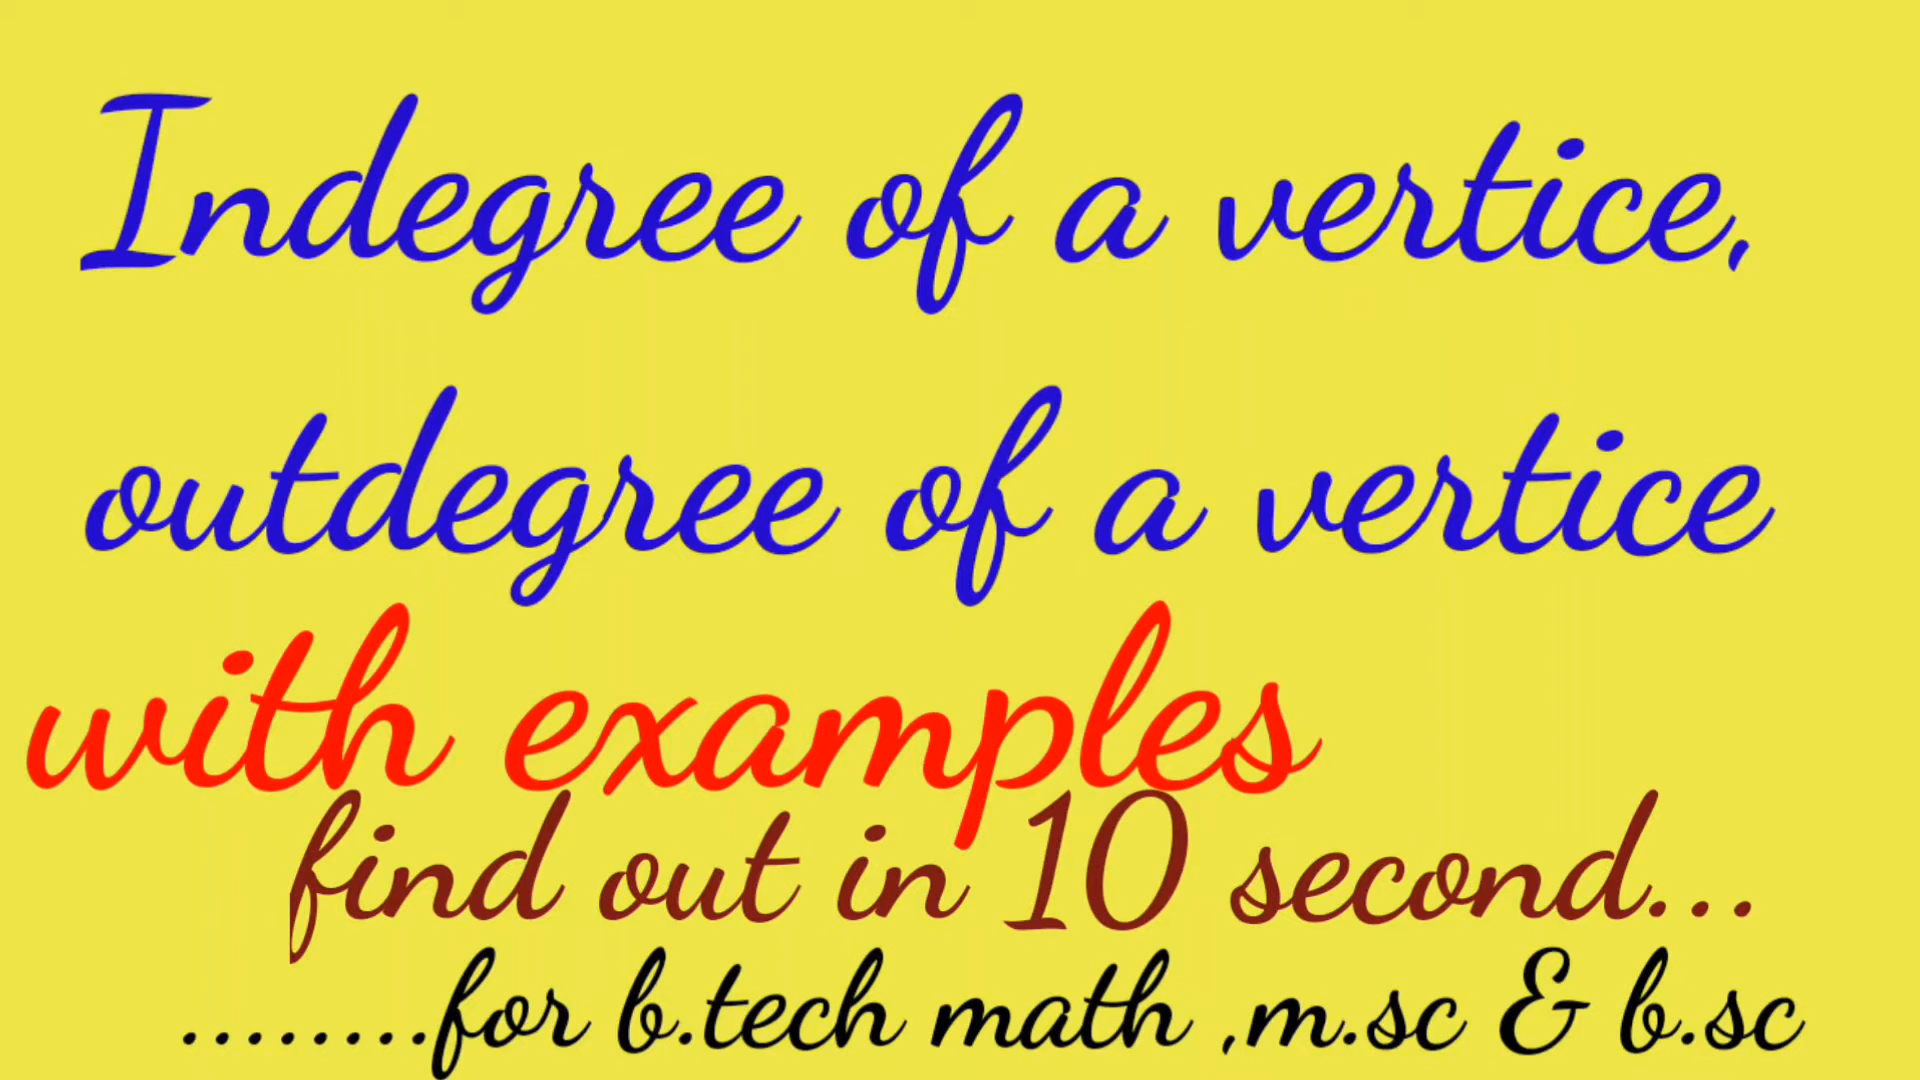 Indegree of a vertice,
outdegree of a vertice
with examples
find out in 10 second...
........for b.tech math ,m.sc & b.sc